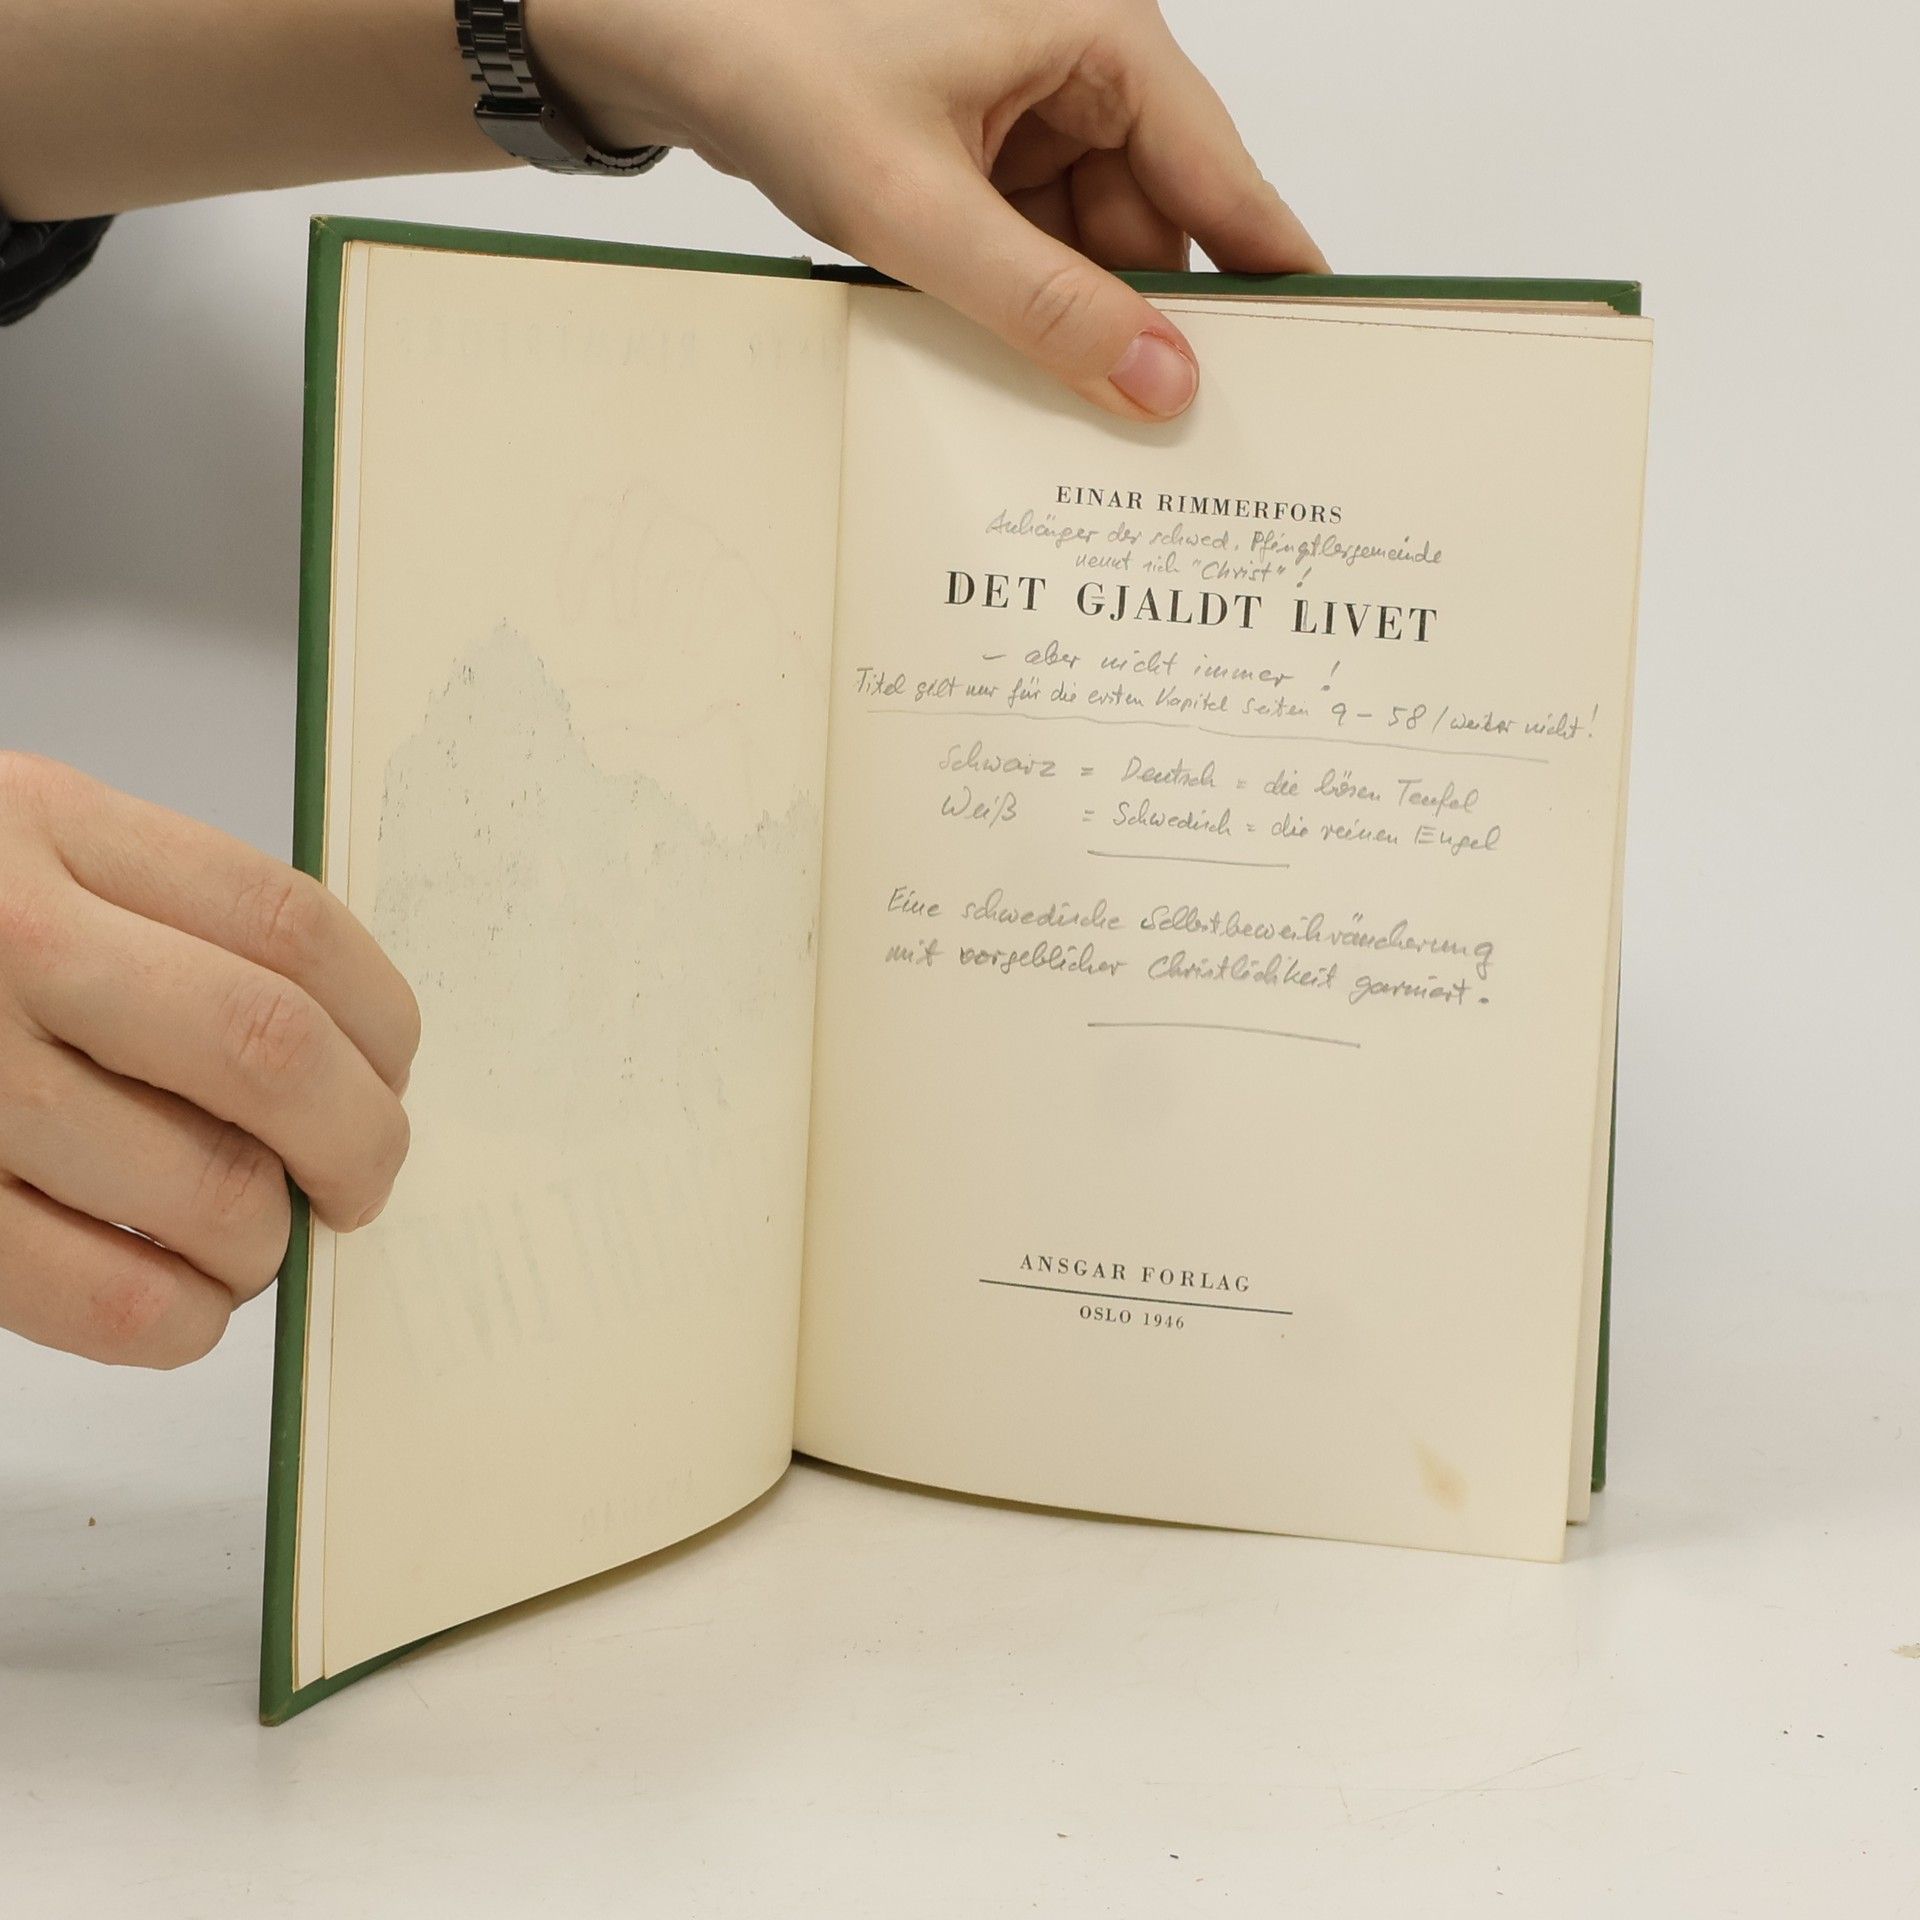 EINAR RIMMERFORS
Anhänger der schwed. Pfingstlergemeinde
nennt sich "Christ" !
DET GJALDT LIVET
– aber nicht immer !
Titel gilt nur für die ersten Kapitel Seiten 9 – 58 / weiter nicht!
Schwarz = Deutsch = die bösen Teufel
Weiß = Schwedisch = die reinen Engel
Eine schwedische Selbstbeweihräucherung
mit vorgeblicher Christlichkeit garniert.
ANSGAR FORLAG
OSLO 1946